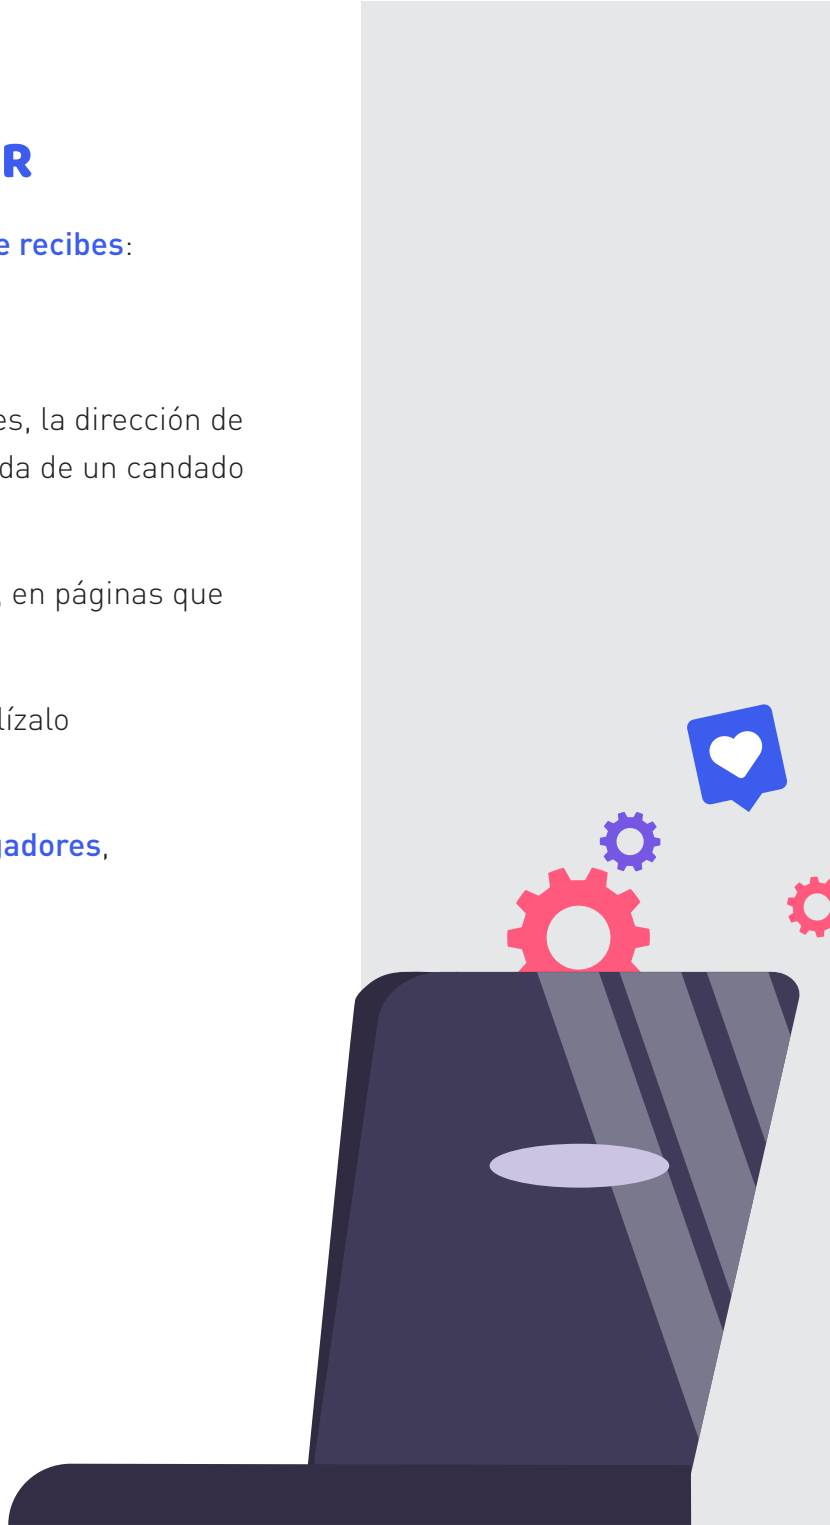 R
e recibes:
es, la dirección de
da de un candado
, en páginas que
lízalo
gadores,